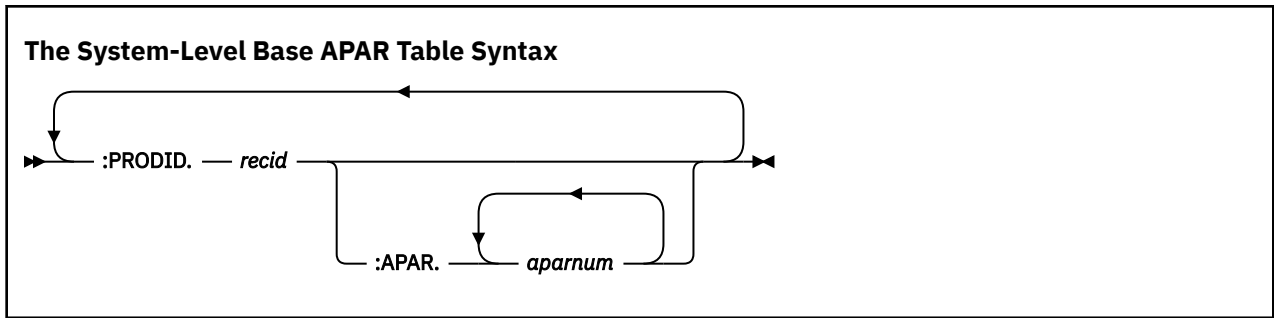 The System-Level Base APAR Table Syntax
:PRODID. recid
:APAR. aparnum